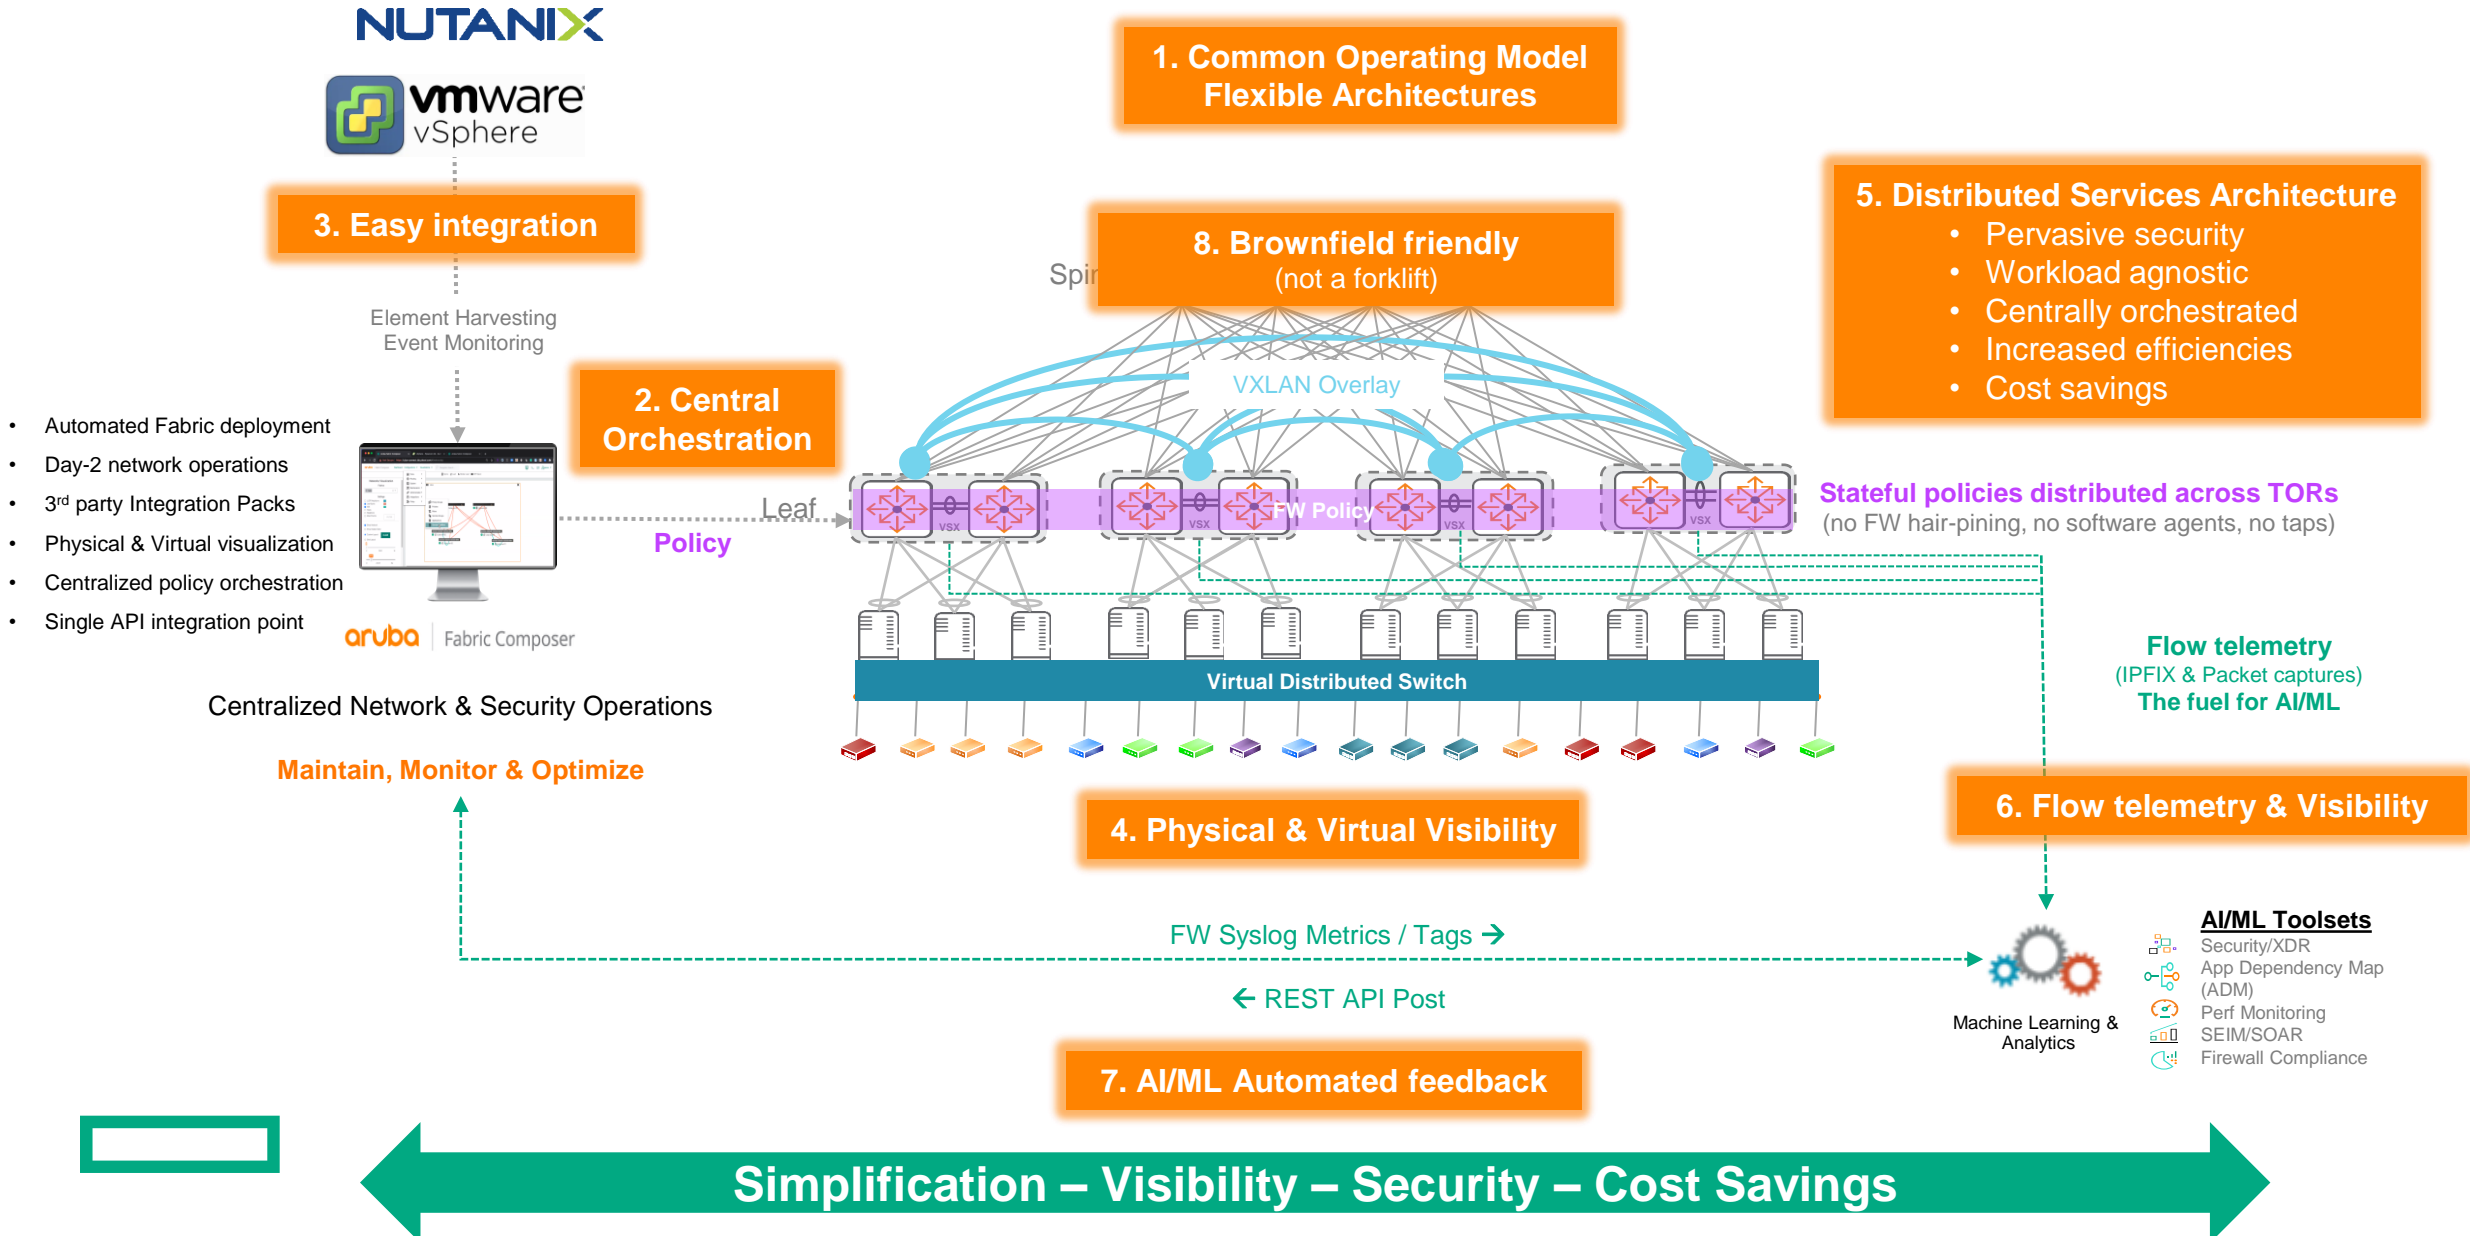 NUTANIX
vmware
vSphere
1. Common Operating Model
Flexible Architectures
3. Easy integration
8. Brownfield friendly
(not a forklift)
Spin
5. Distributed Services Architecture
• Pervasive security
• Workload agnostic
• Centrally orchestrated
• Increased efficiencies
• Cost savings
Element Harvesting
Event Monitoring
2. Central
Orchestration
VXLAN Overlay
• Automated Fabric deployment
• Day-2 network operations
• 3rd party Integration Packs
• Physical & Virtual visualization
• Centralized policy orchestration
• Single API integration point
aruba Fabric Composer
Leaf
Policy
FW Policy
VSX
VSX
VSX
VSX
Stateful policies distributed across TORs
(no FW hair-pining, no software agents, no taps)
Virtual Distributed Switch
Flow telemetry
(IPFIX & Packet captures)
The fuel for AI/ML
Centralized Network & Security Operations
Maintain, Monitor & Optimize
4. Physical & Virtual Visibility
6. Flow telemetry & Visibility
FW Syslog Metrics / Tags →
← REST API Post
Machine Learning &
Analytics
AI/ML Toolsets
Security/XDR
App Dependency Map
(ADM)
Perf Monitoring
SEIM/SOAR
Firewall Compliance
7. AI/ML Automated feedback
Simplification – Visibility – Security – Cost Savings